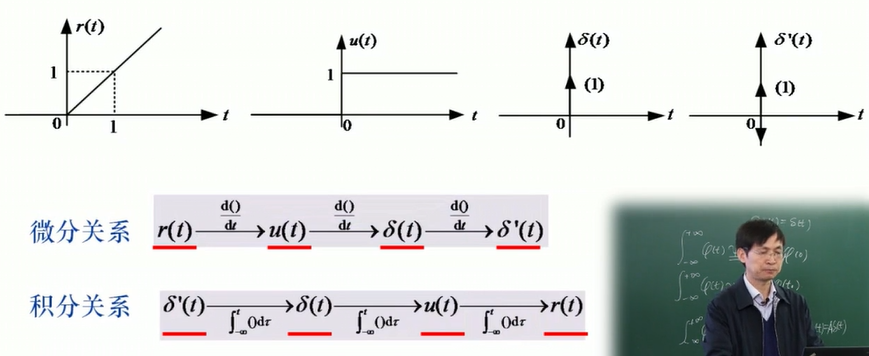 r(t)
1
0
1
t
u(t)
1
0
t
δ(t)
(1)
0
t
δ'(t)
(1)
0
t
微分关系 r(t) d()/dt → u(t) d()/dt → δ(t) d()/dt → δ'(t)
积分关系 δ'(t) ∫_{-∞}^{t}()dτ → δ(t) ∫_{-∞}^{t}()dτ → u(t) ∫_{-∞}^{t}()dτ → r(t)